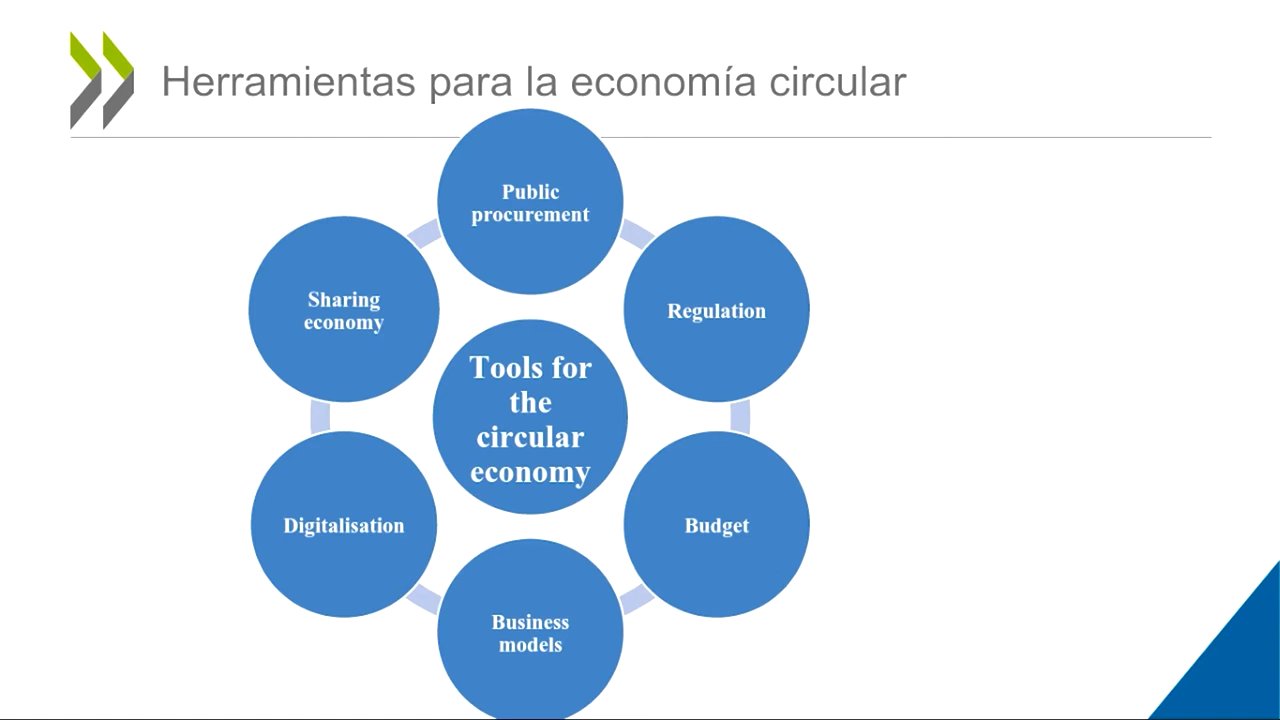 Herramientas para la economía circular
Public
procurement
Sharing
economy
Regulation
Tools for
the
circular
economy
Digitalisation
Budget
Business
models